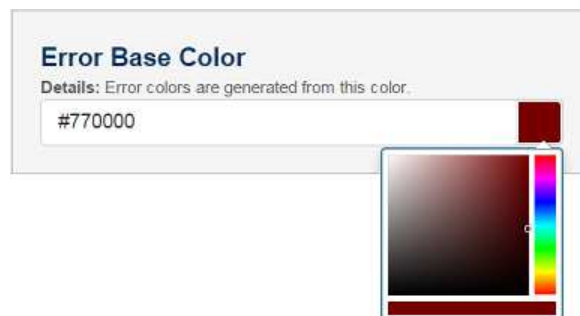 Error Base Color
Details: Error colors are generated from this color.
#770000